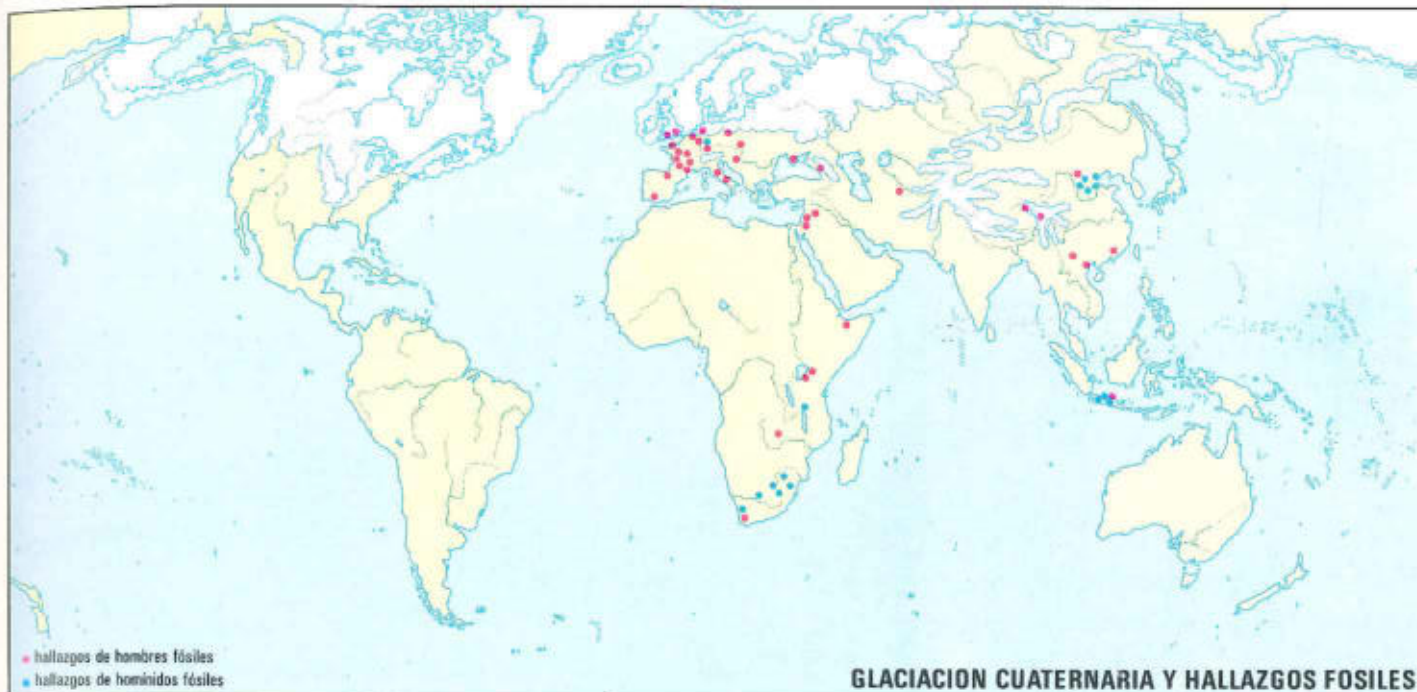 hallazgos de hombres fósiles
hallazgos de homínidos fósiles
GLACIACION CUATERNARIA Y HALLAZGOS FOSILES